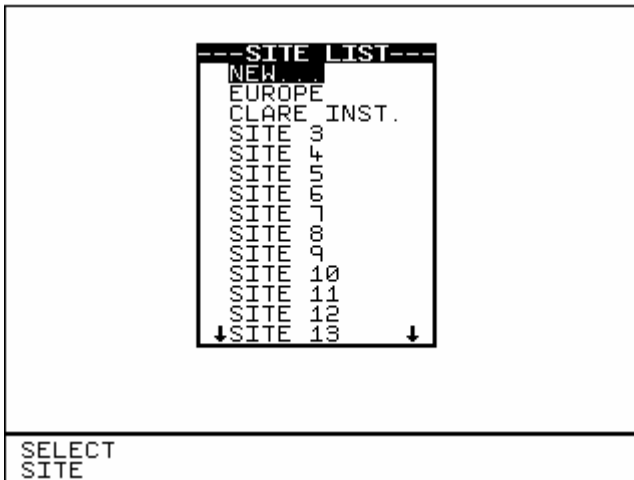 ---SITE LIST---
NEW...
EUROPE
CLARE INST.
SITE 3
SITE 4
SITE 5
SITE 6
SITE 7
SITE 8
SITE 9
SITE 10
SITE 11
SITE 12
↓SITE 13 ↓
SELECT
SITE